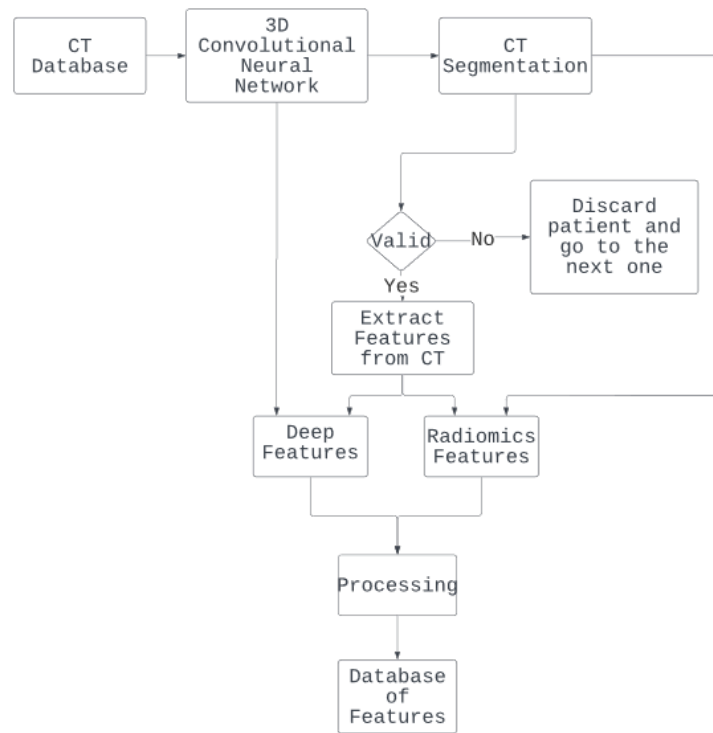 CT
Database
3D
Convolutional
Neural
Network
CT
Segmentation
Valid
No
Discard
patient and
go to the
next one
Yes
Extract
Features
from CT
Deep
Features
Radiomics
Features
Processing
Database
of
Features